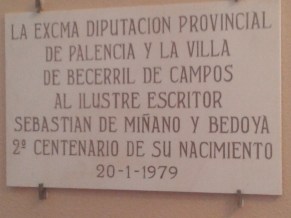 LA EXCMA DIPUTACION PROVINCIAL
DE PALENCIA Y LA VILLA
DE BECERRIL DE CAMPOS
AL ILUSTRE ESCRITOR
SEBASTIAN DE MIÑANO Y BEDOYA
2º CENTENARIO DE SU NACIMIENTO
20-1-1979